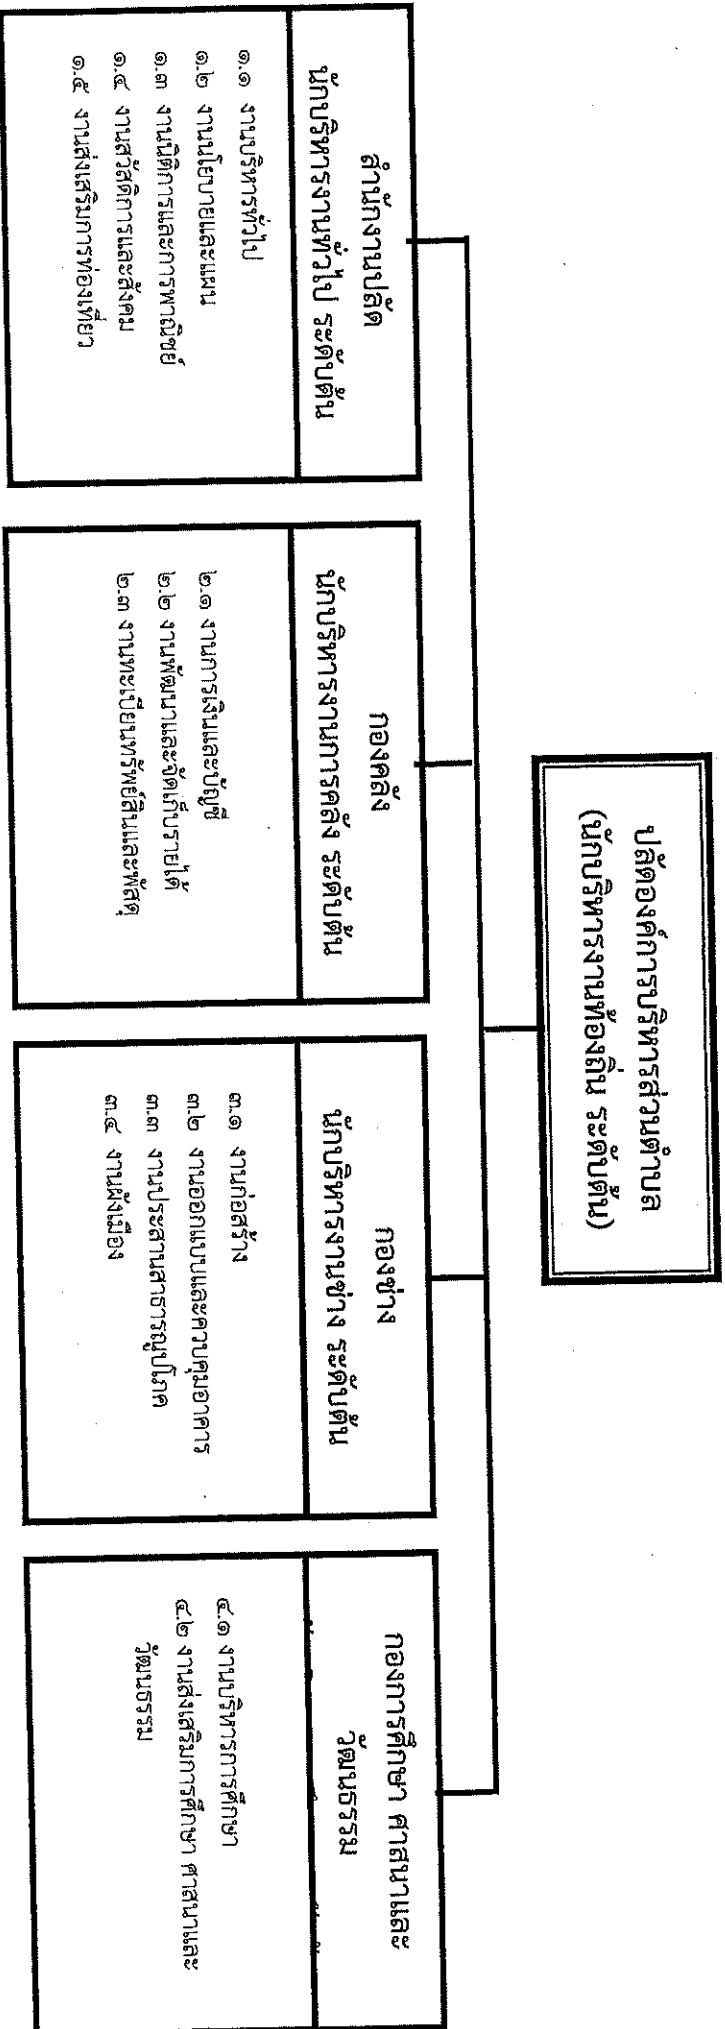 ปลัดองค์การบริหารส่วนตำบล
(นักบริหารงานท้องถิ่น ระดับต้น)
สำนักงานปลัด
นักบริหารงานทั่วไป ระดับต้น
๑.๑ งานบริหารทั่วไป
๑.๒ งานนโยบายและแผน
๑.๓ งานนิติการและการพาณิชย์
๑.๔ งานสวัสดิการและสังคม
๑.๕ งานส่งเสริมการท่องเที่ยว
กองคลัง
นักบริหารงานการคลัง ระดับต้น
๒.๑ งานการเงินและบัญชี
๒.๒ งานพัฒนาและจัดเก็บรายได้
๒.๓ งานทะเบียนทรัพย์สินและพัสดุ
กองช่าง
นักบริหารงานช่าง ระดับต้น
๓.๑ งานก่อสร้าง
๓.๒ งานออกแบบและควบคุมอาคาร
๓.๓ งานประสานสาธารณูปโภค
๓.๔ งานผังเมือง
กองการศึกษา ศาสนาและ
วัฒนธรรม
๔.๑ งานบริหารการศึกษา
๔.๒ งานส่งเสริมการศึกษา ศาสนาและ
วัฒนธรรม